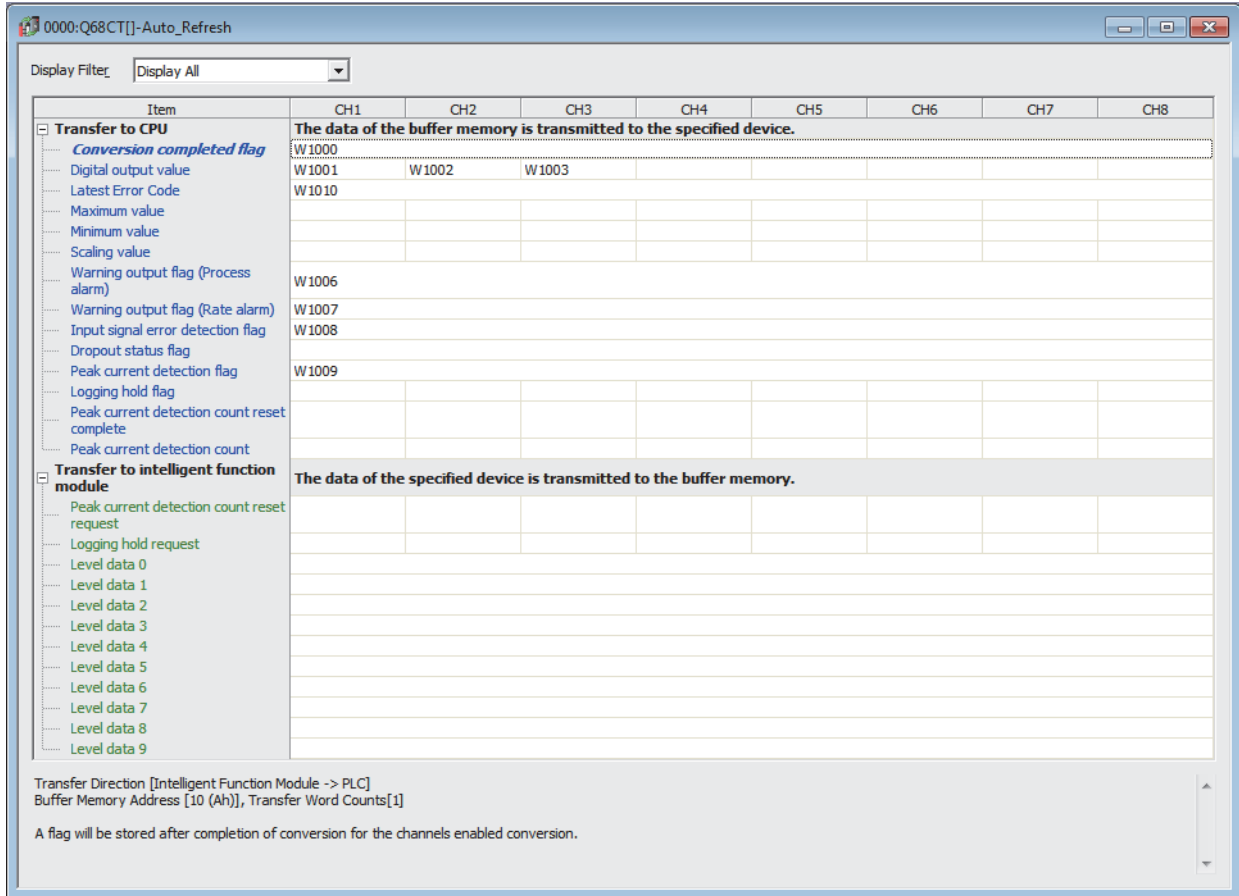 0000:Q68CT[]-Auto_Refresh
Display Filter Display All
Item CH1 CH2 CH3 CH4 CH5 CH6 CH7 CH8
Transfer to CPU The data of the buffer memory is transmitted to the specified device.
Conversion completed flag W1000
Digital output value W1001 W1002 W1003
Latest Error Code W1010
Maximum value
Minimum value
Scaling value
Warning output flag (Process
alarm) W1006
Warning output flag (Rate alarm) W1007
Input signal error detection flag W1008
Dropout status flag
Peak current detection flag W1009
Logging hold flag
Peak current detection count reset
complete
Peak current detection count
Transfer to intelligent function
module The data of the specified device is transmitted to the buffer memory.
Peak current detection count reset
request
Logging hold request
Level data 0
Level data 1
Level data 2
Level data 3
Level data 4
Level data 5
Level data 6
Level data 7
Level data 8
Level data 9
Transfer Direction [Intelligent Function Module -> PLC]
Buffer Memory Address [10 (Ah)], Transfer Word Counts[1]
A flag will be stored after completion of conversion for the channels enabled conversion.